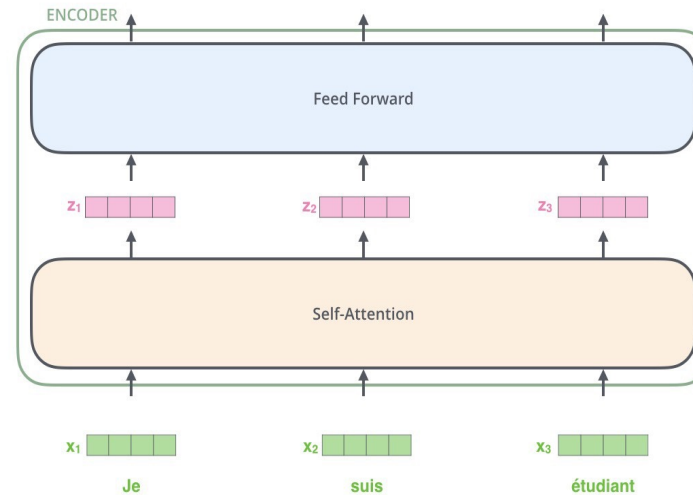 ENCODER
Feed Forward
z₁ z₂ z₃
Self-Attention
x₁ x₂ x₃
Je suis étudiant